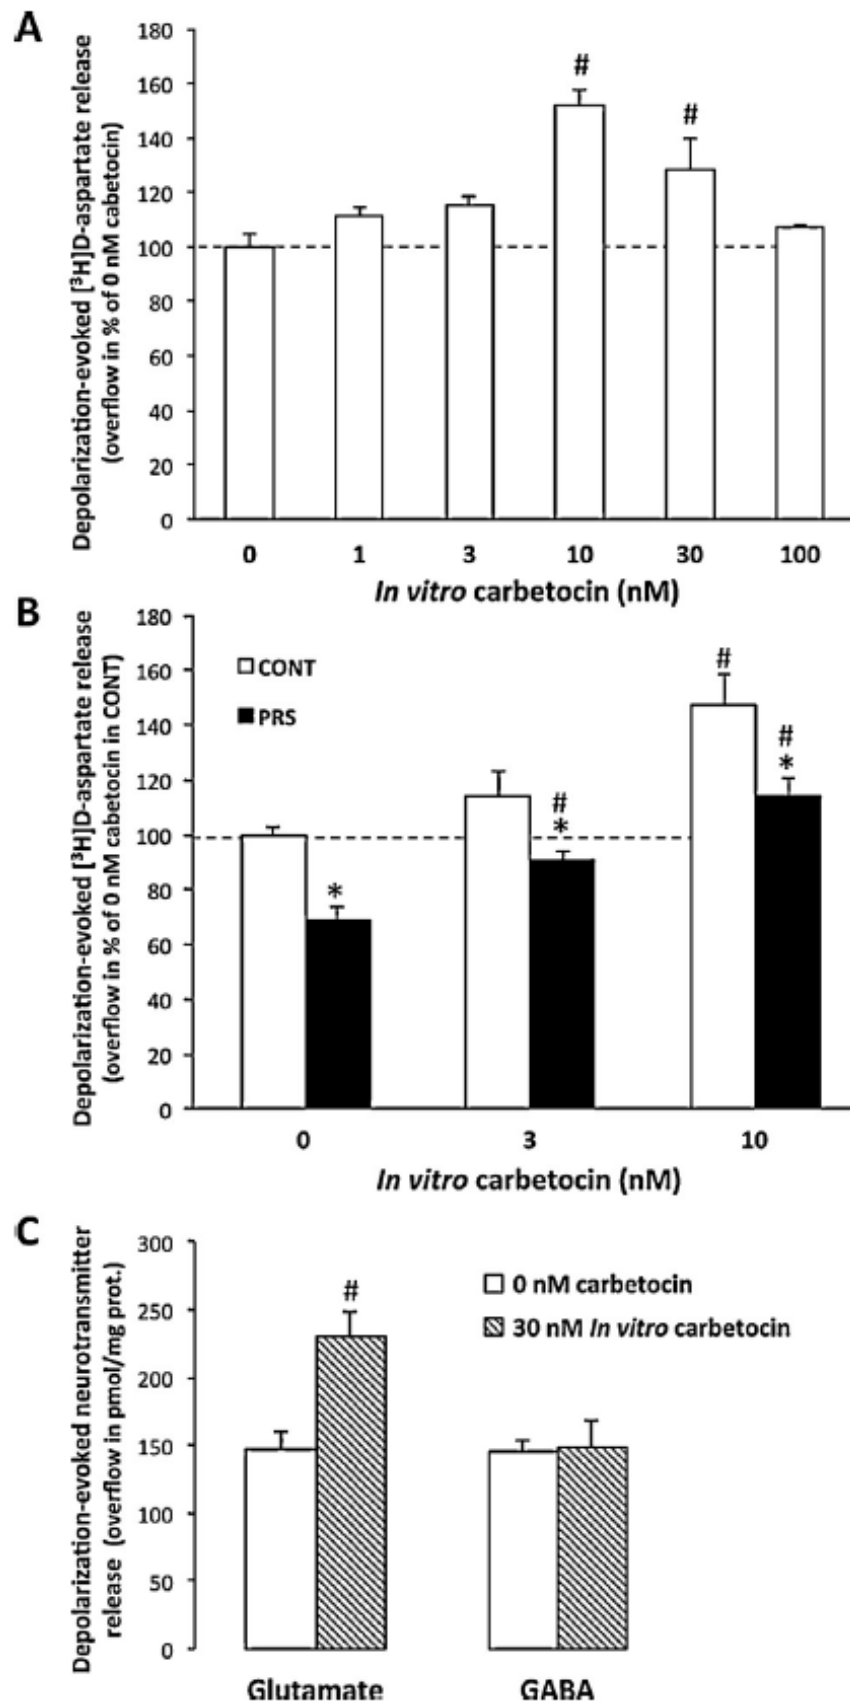 A
Depolarization-evoked [³H]D-aspartate release
(overflow in % of 0 nM cabetocin)
180
160
140
120
100
80
60
40
20
0
#
#
0 1 3 10 30 100
In vitro carbetocin (nM)
B
Depolarization-evoked [³H]D-aspartate release
(overflow in % of 0 nM cabetocin in CONT)
180
160
140
120
100
80
60
40
20
0
CONT
PRS
*
#
*
#
#
*
0 3 10
In vitro carbetocin (nM)
C
Depolarization-evoked neurotransmitter
release (overflow in pmol/mg prot.)
300
250
200
150
100
50
0
#
0 nM carbetocin
30 nM In vitro carbetocin
Glutamate GABA